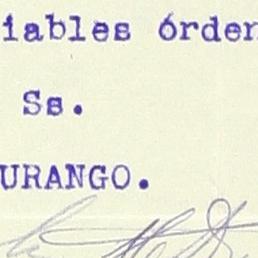 iables órden
Ss.
URANGO.